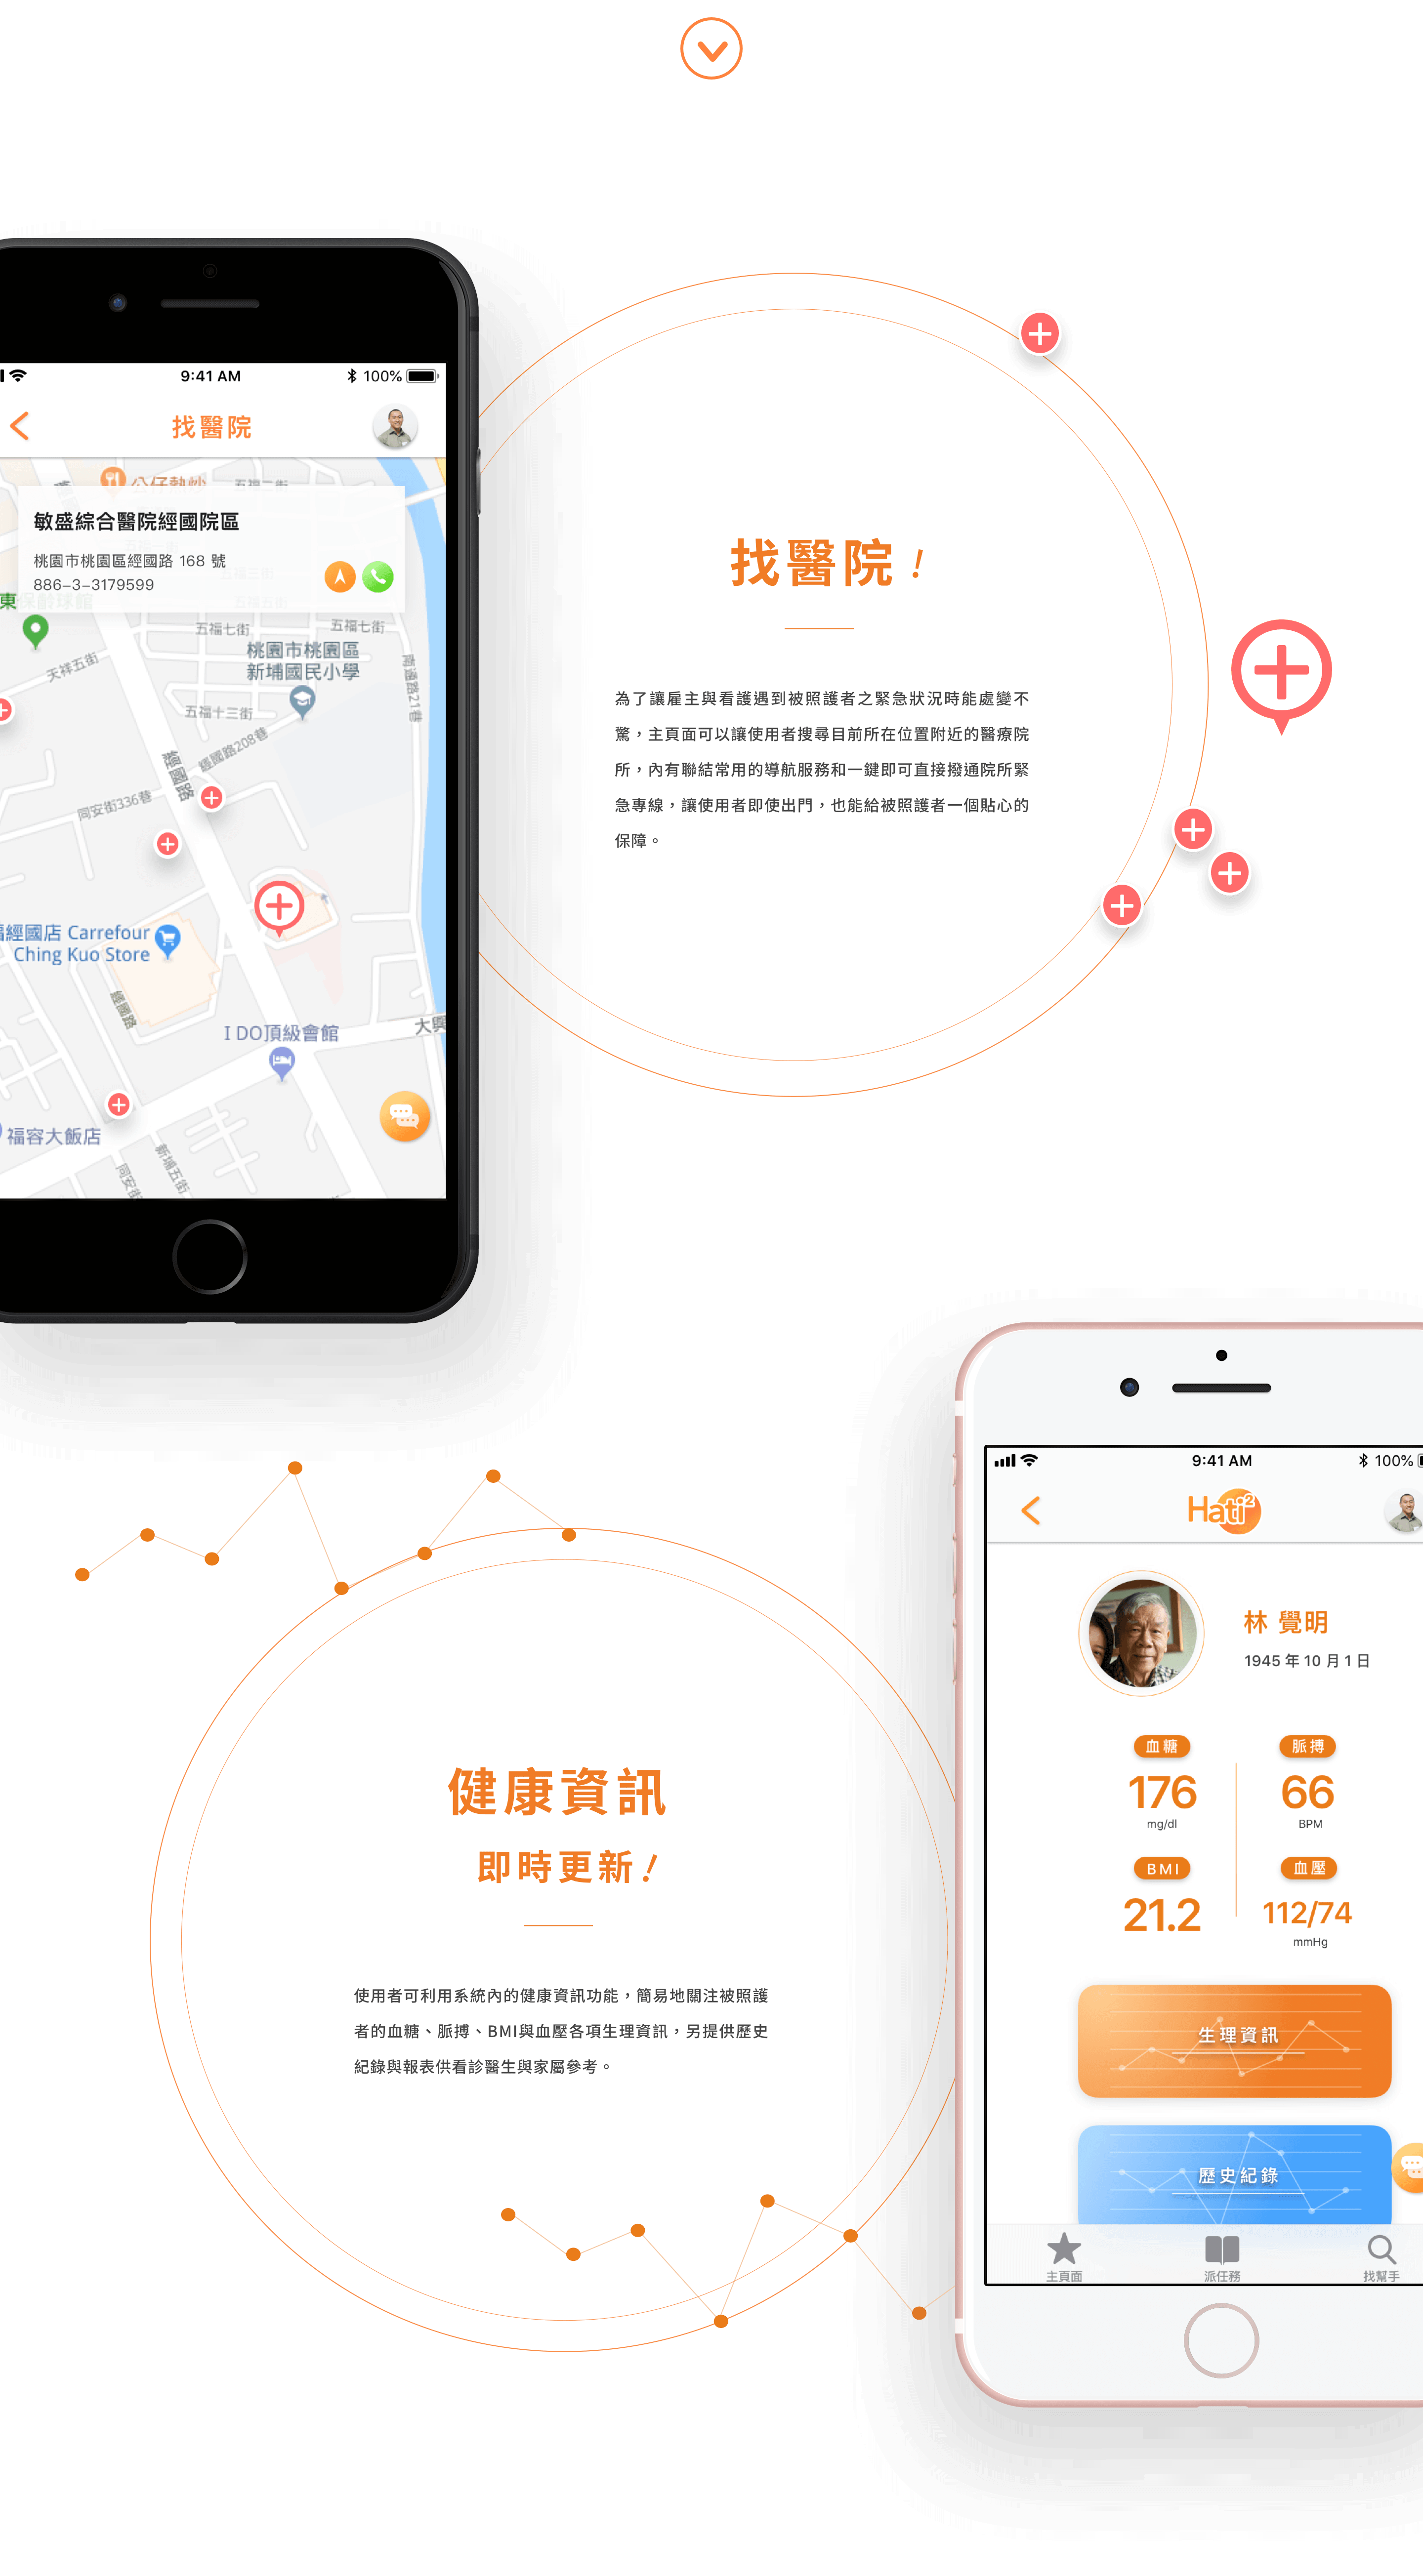 9:41 AM
100%
找醫院
公仔熱炒
五福二街
敏盛綜合醫院經國院區
桃園市桃園區經國路 168 號
886-3-3179599
五福七街
五福七街
桃園市桃園區
新埔國民小學
天祥五街
南通路21巷
五福十三街
經國路208巷
經國路
同安街336巷
經國店 Carrefour
Ching Kuo Store
經國路
I DO頂級會館
大興
福容大飯店
新埔五街
同安街
找醫院!
為了讓雇主與看護遇到被照護者之緊急狀況時能處變不
驚，主頁面可以讓使用者搜尋目前所在位置附近的醫療院
所，內有聯結常用的導航服務和一鍵即可直接撥通院所緊
急專線，讓使用者即使出門，也能給被照護者一個貼心的
保障。
9:41 AM
100%
Hati²
林 覺明
1945 年 10 月 1 日
血糖
脈搏
176
66
mg/dl
BPM
BMI
血壓
21.2
112/74
mmHg
生理資訊
歷史紀錄
主頁面
派任務
找幫手
健康資訊
即時更新!
使用者可利用系統內的健康資訊功能，簡易地關注被照護
者的血糖、脈搏、BMI與血壓各項生理資訊，另提供歷史
紀錄與報表供看診醫生與家屬參考。